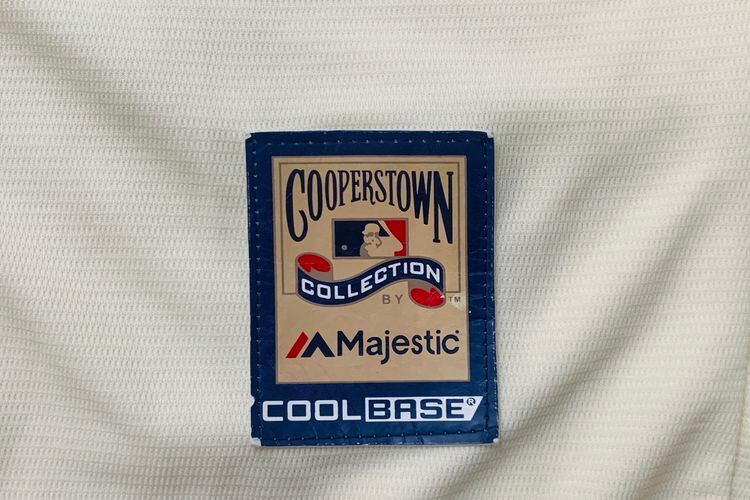 COOPERSTOWN
COLLECTION
BY TM
Majestic
COOLBASE®